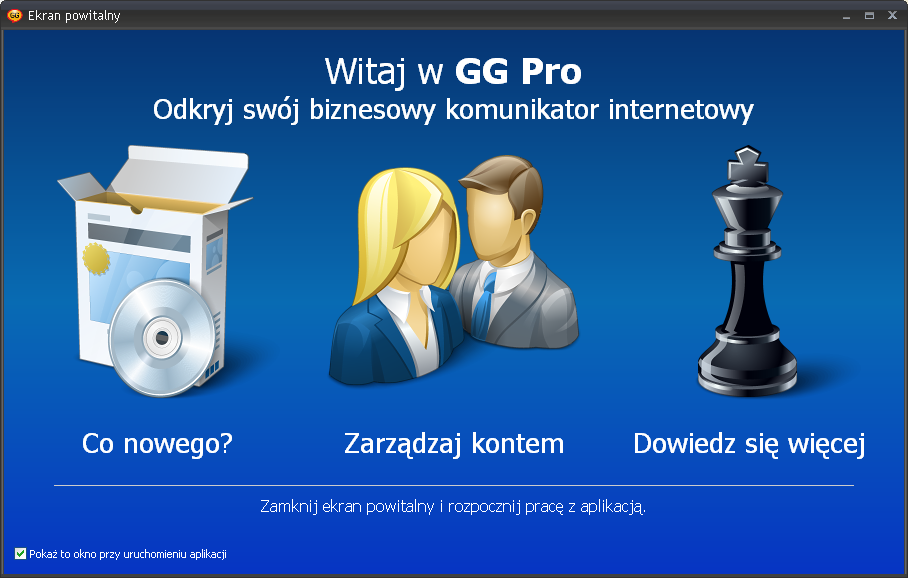 GG Ekran powitalny
Witaj w GG Pro
Odkryj swój biznesowy komunikator internetowy
Co nowego?
Zarządzaj kontem
Dowiedz się więcej
Zamknij ekran powitalny i rozpocznij pracę z aplikacją.
Pokaż to okno przy uruchomieniu aplikacji